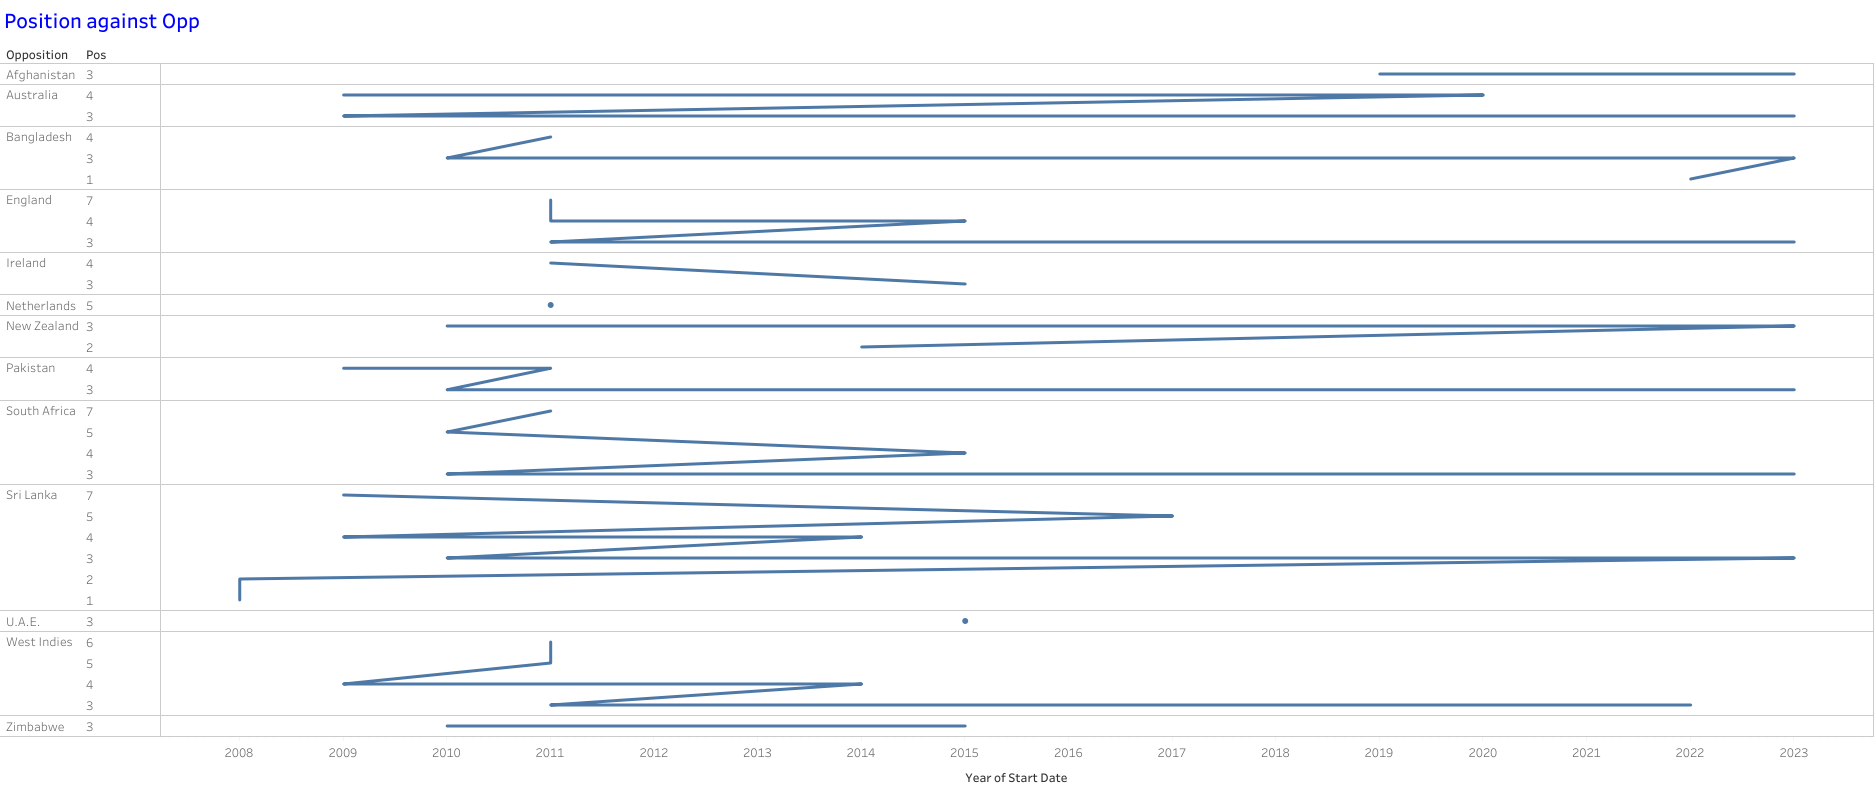 Position against Opp
Opposition Pos
Afghanistan 3
Australia 4
3
Bangladesh 4
3
1
England 7
4
3
Ireland 4
3
Netherlands 5
New Zealand 3
2
Pakistan 4
3
South Africa 7
5
4
3
Sri Lanka 7
5
4
3
2
1
U.A.E. 3
West Indies 6
5
4
3
Zimbabwe 3
2008 2009 2010 2011 2012 2013 2014 2015 2016 2017 2018 2019 2020 2021 2022 2023
Year of Start Date